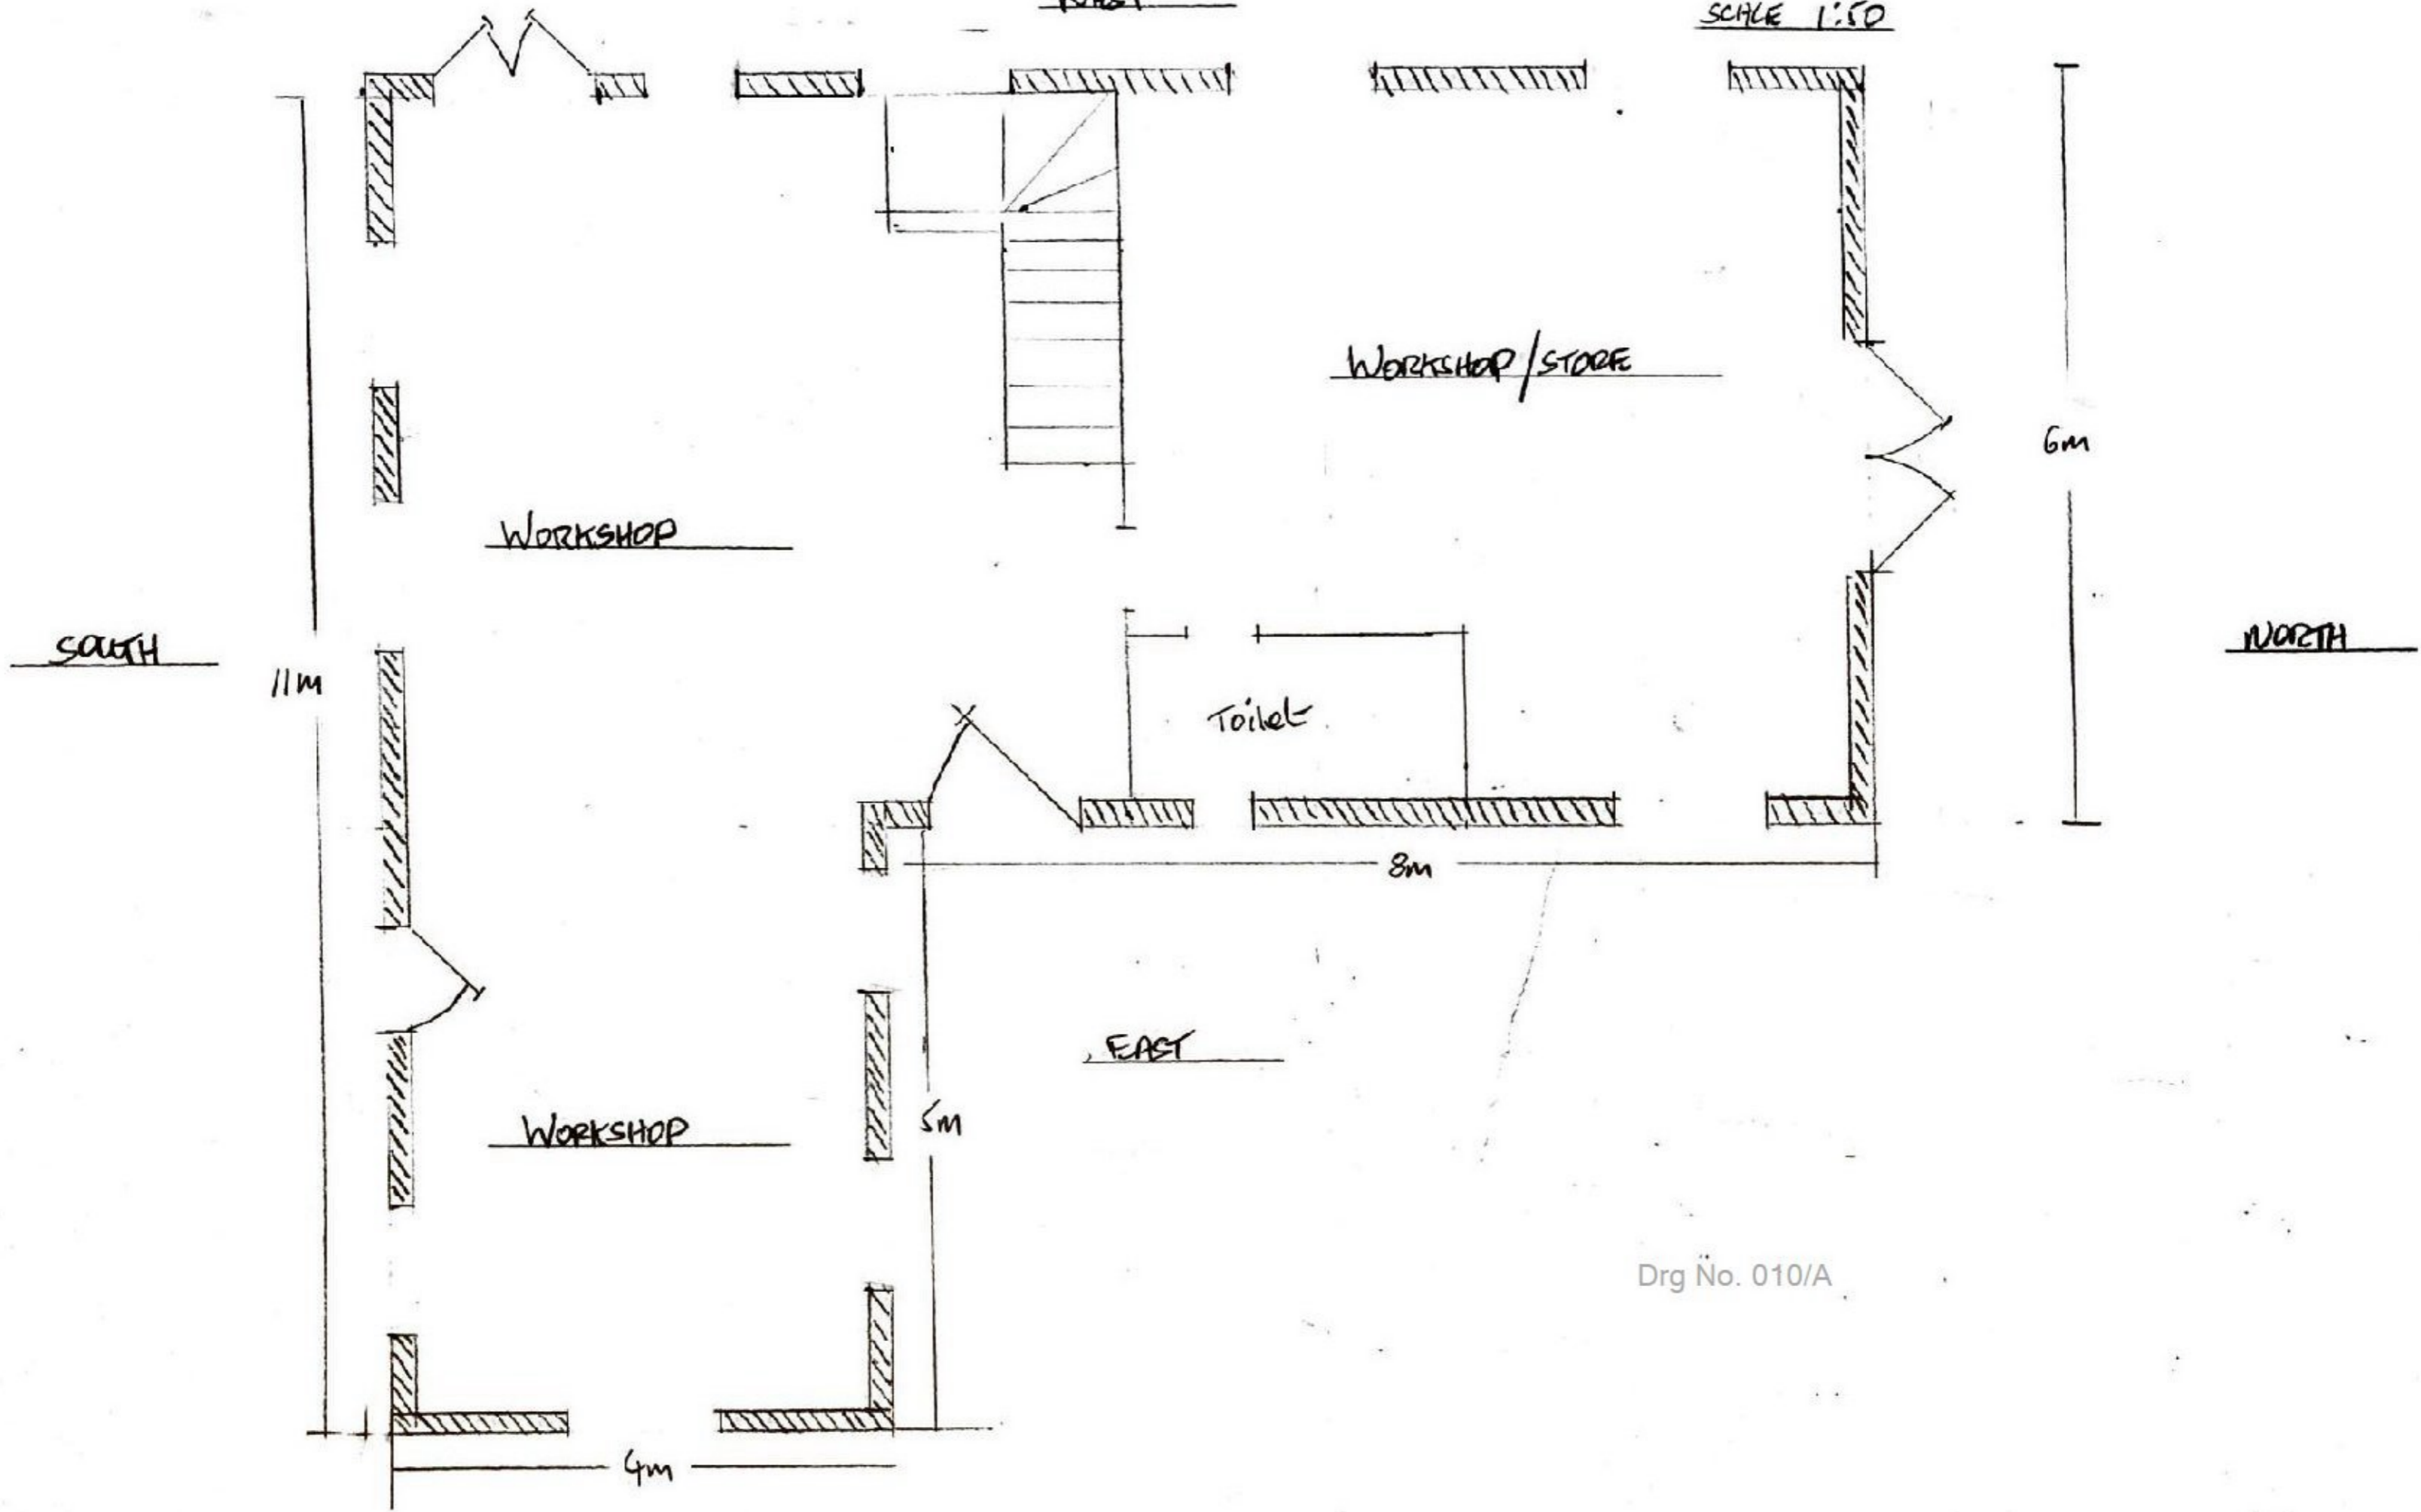 SCALE 1:50
WORKSHOP/STORE
6m
WORKSHOP
SOUTH
NORTH
11m
Toilet
8m
EAST
5m
WORKSHOP
Drg No. 010/A
4m